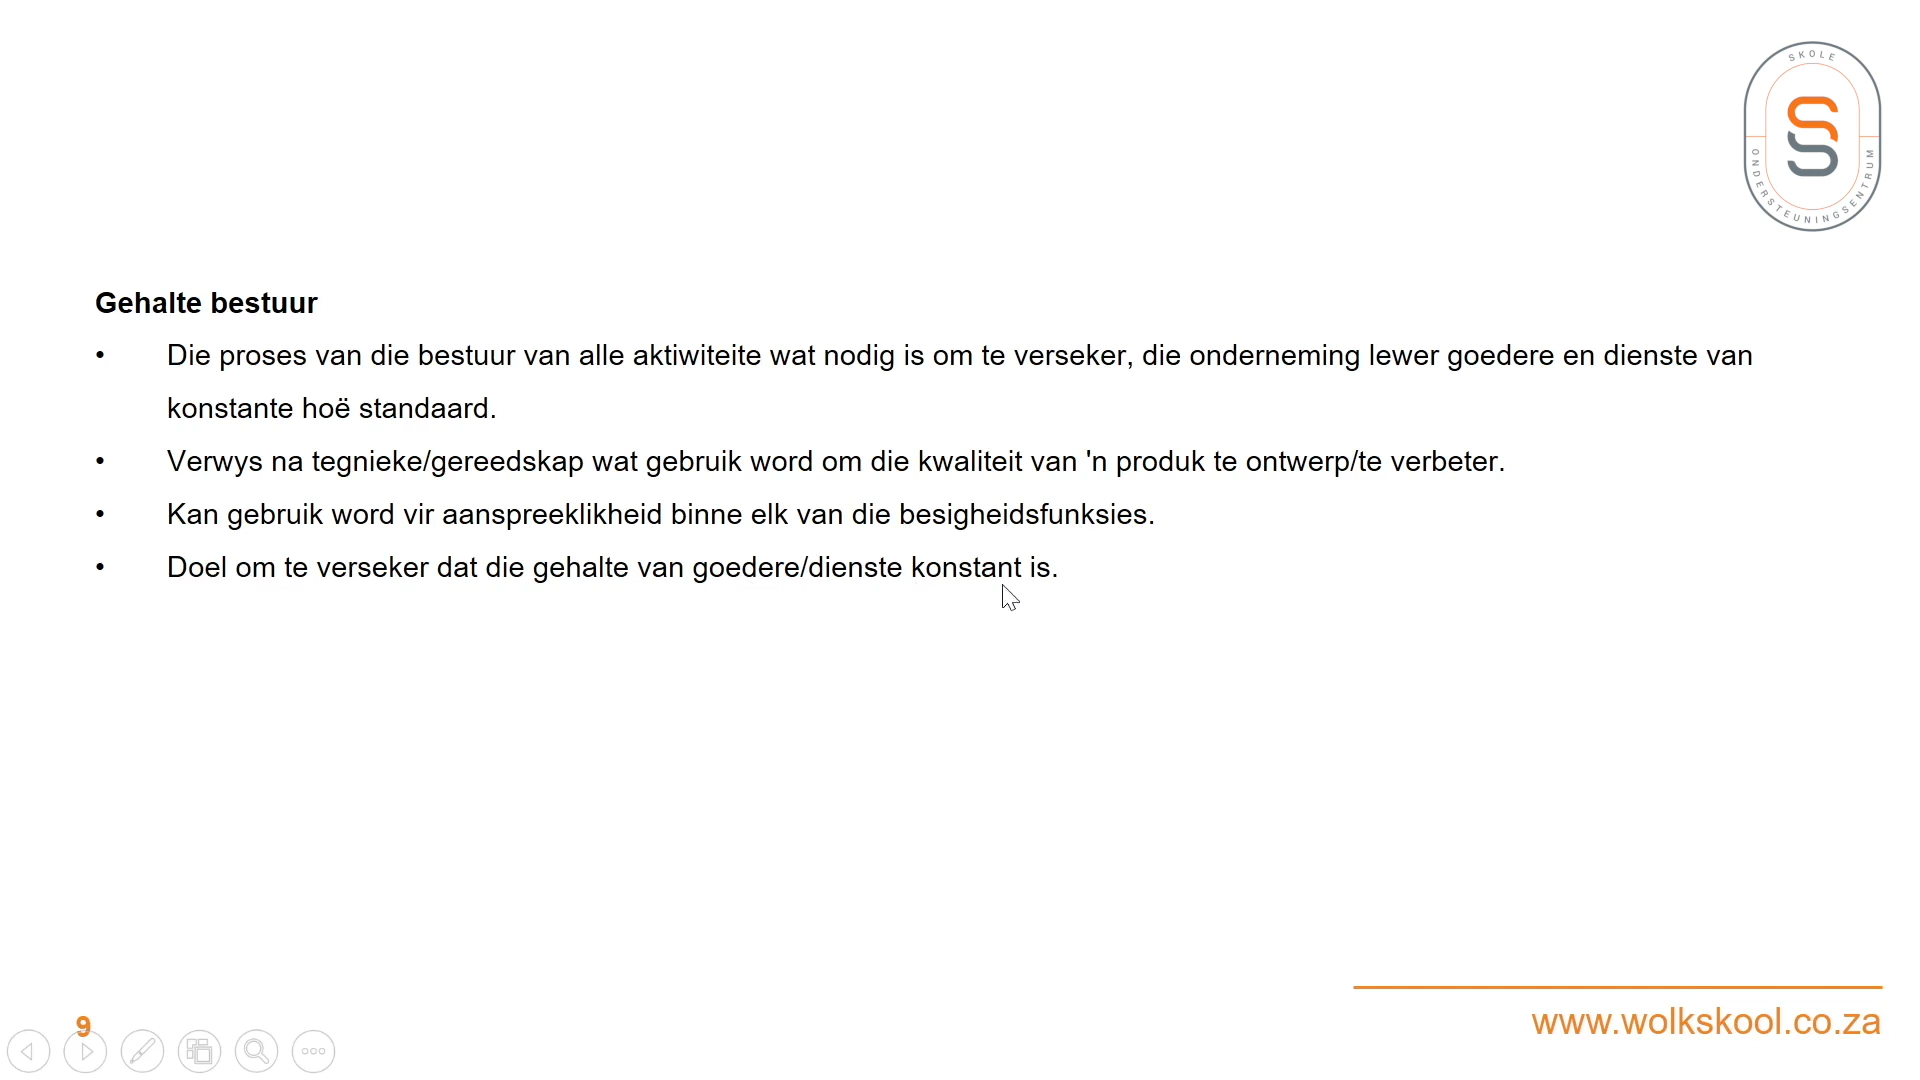 SKOLE
ONDERSTEUNINGSENTRUM
Gehalte bestuur
• Die proses van die bestuur van alle aktiwiteite wat nodig is om te verseker, die onderneming lewer goedere en dienste van
konstante hoë standaard.
• Verwys na tegnieke/gereedskap wat gebruik word om die kwaliteit van 'n produk te ontwerp/te verbeter.
• Kan gebruik word vir aanspreeklikheid binne elk van die besigheidsfunksies.
• Doel om te verseker dat die gehalte van goedere/dienste konstant is.
9
www.wolkskool.co.za